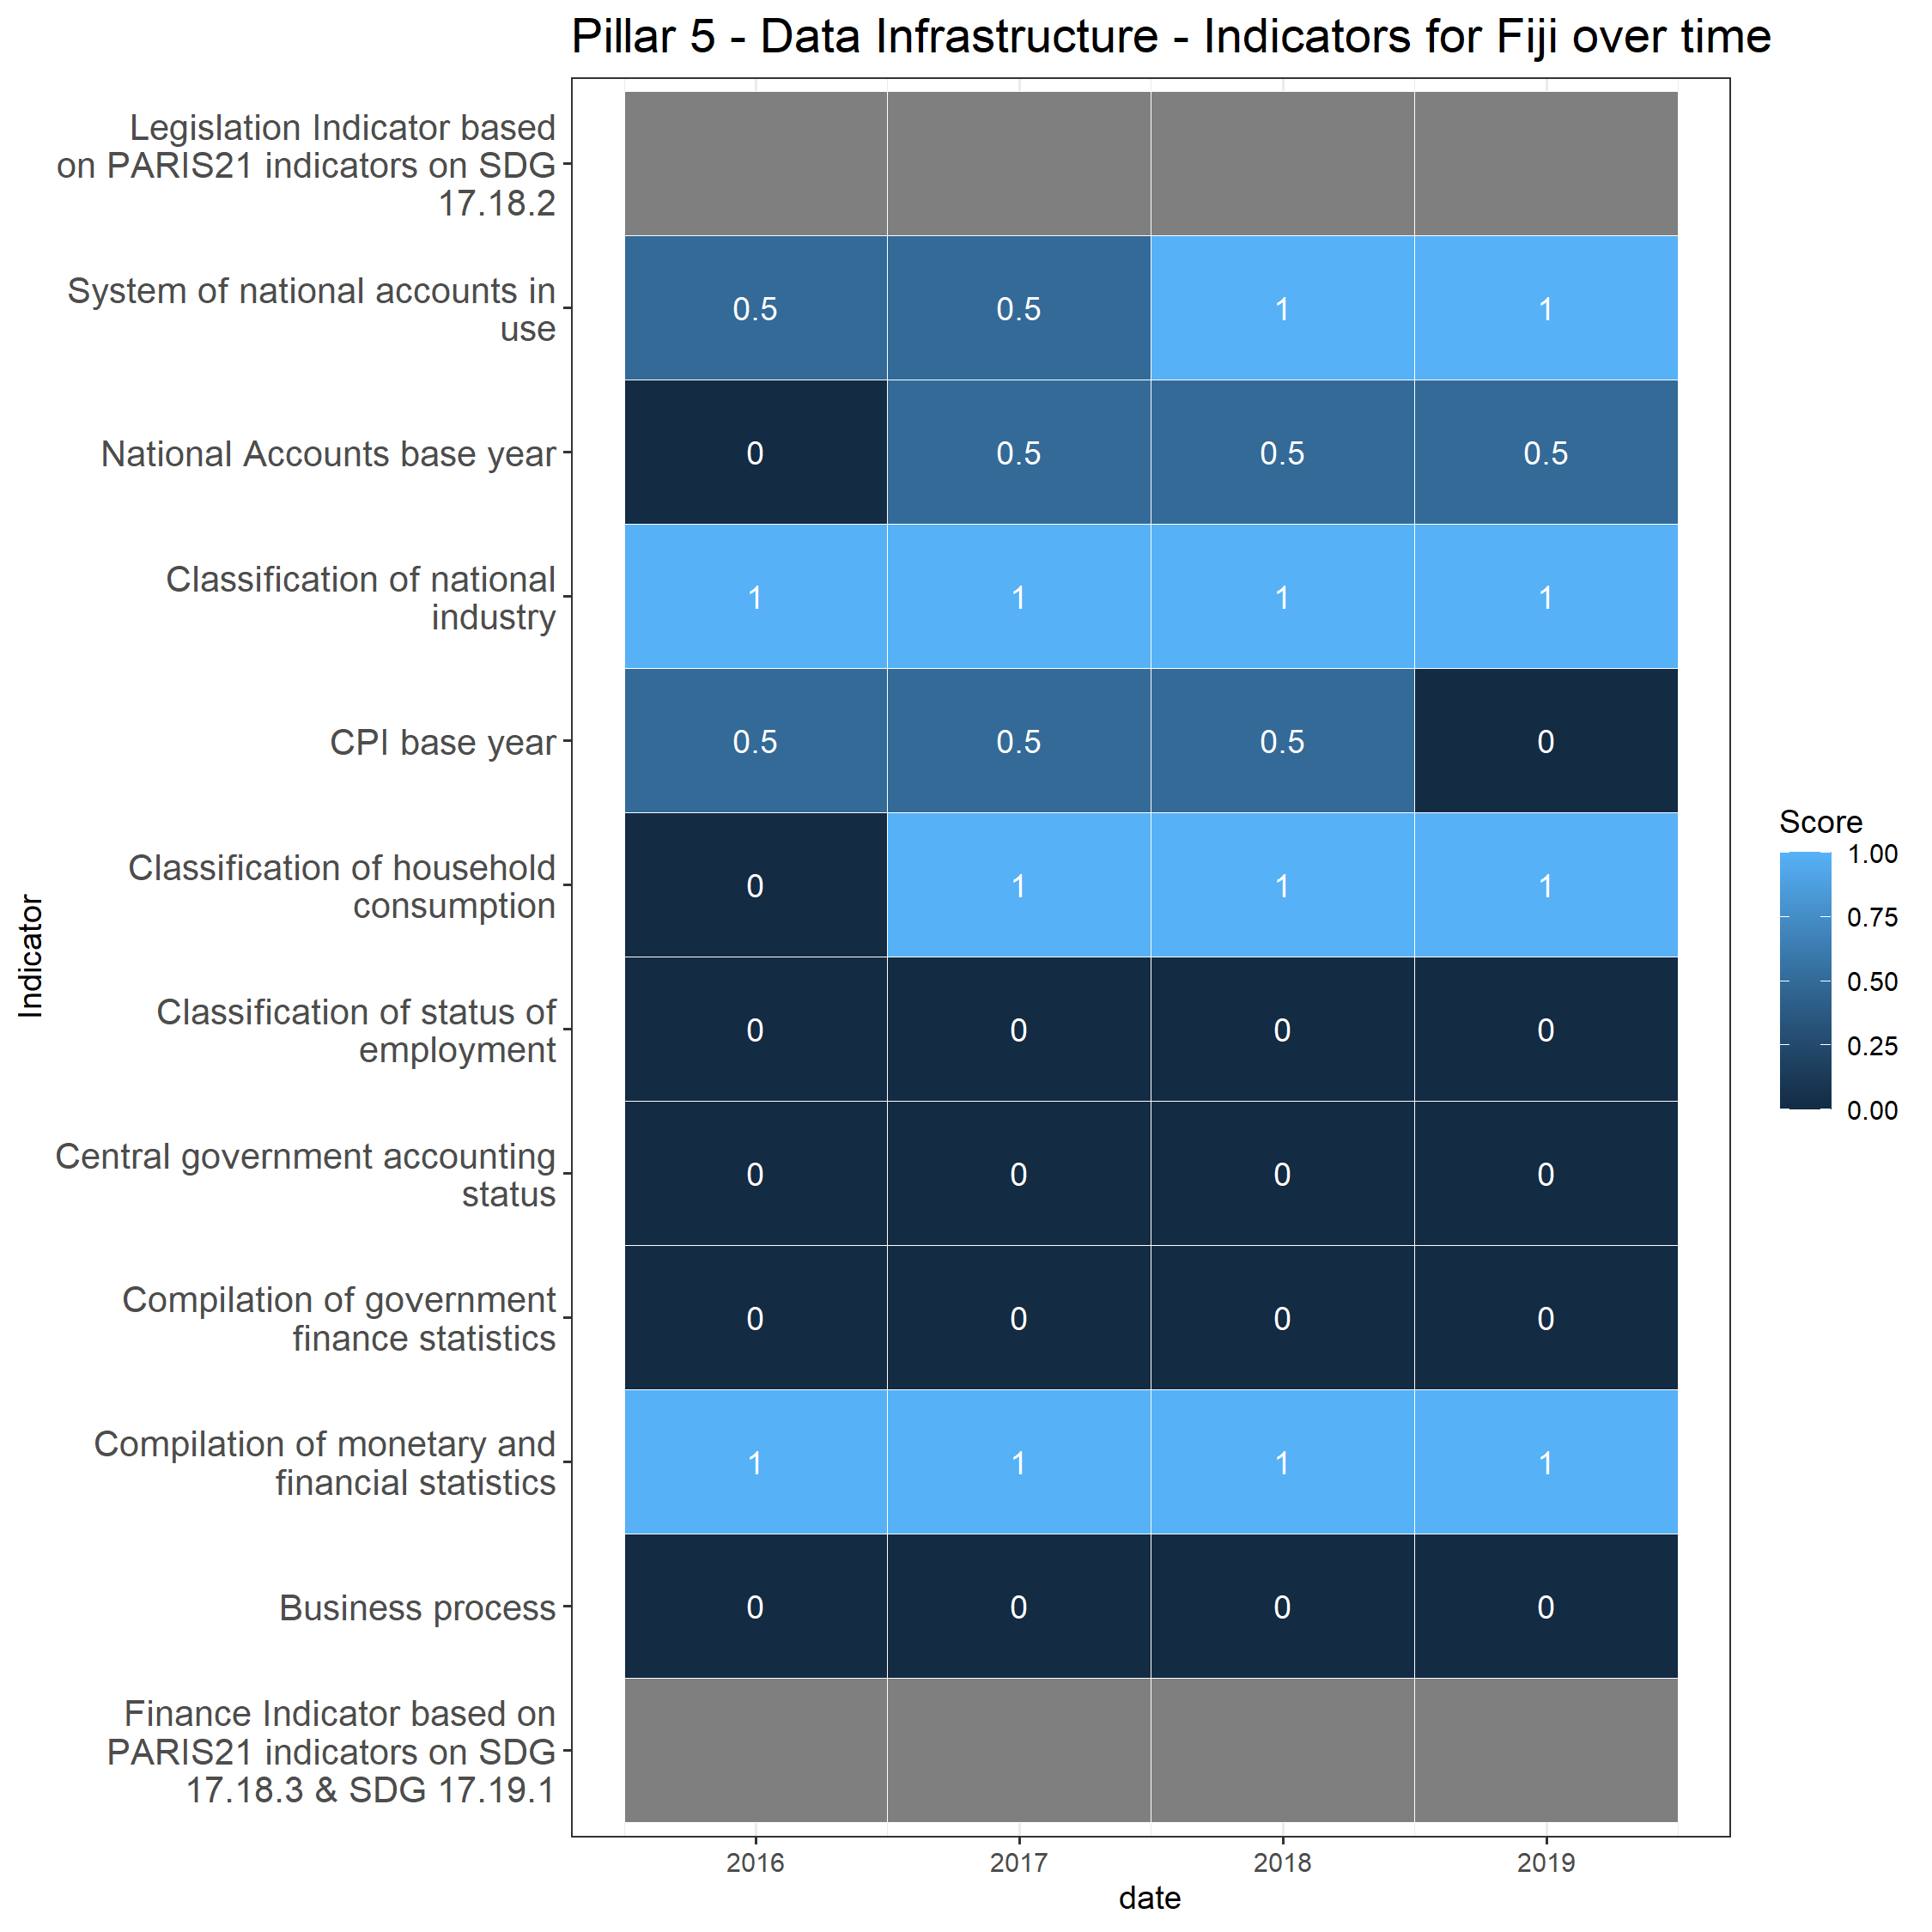 Pillar 5 - Data Infrastructure - Indicators for Fiji over time
Legislation Indicator based
on PARIS21 indicators on SDG
17.18.2
System of national accounts in
use
0.5 0.5 1 1
National Accounts base year
0 0.5 0.5 0.5
Classification of national
industry
1 1 1 1
CPI base year
0.5 0.5 0.5 0
Classification of household
consumption
0 1 1 1
Classification of status of
employment
0 0 0 0
Central government accounting
status
0 0 0 0
Compilation of government
finance statistics
0 0 0 0
Compilation of monetary and
financial statistics
1 1 1 1
Business process
0 0 0 0
Finance Indicator based on
PARIS21 indicators on SDG
17.18.3 & SDG 17.19.1
Indicator
2016 2017 2018 2019
date
Score
1.00
0.75
0.50
0.25
0.00